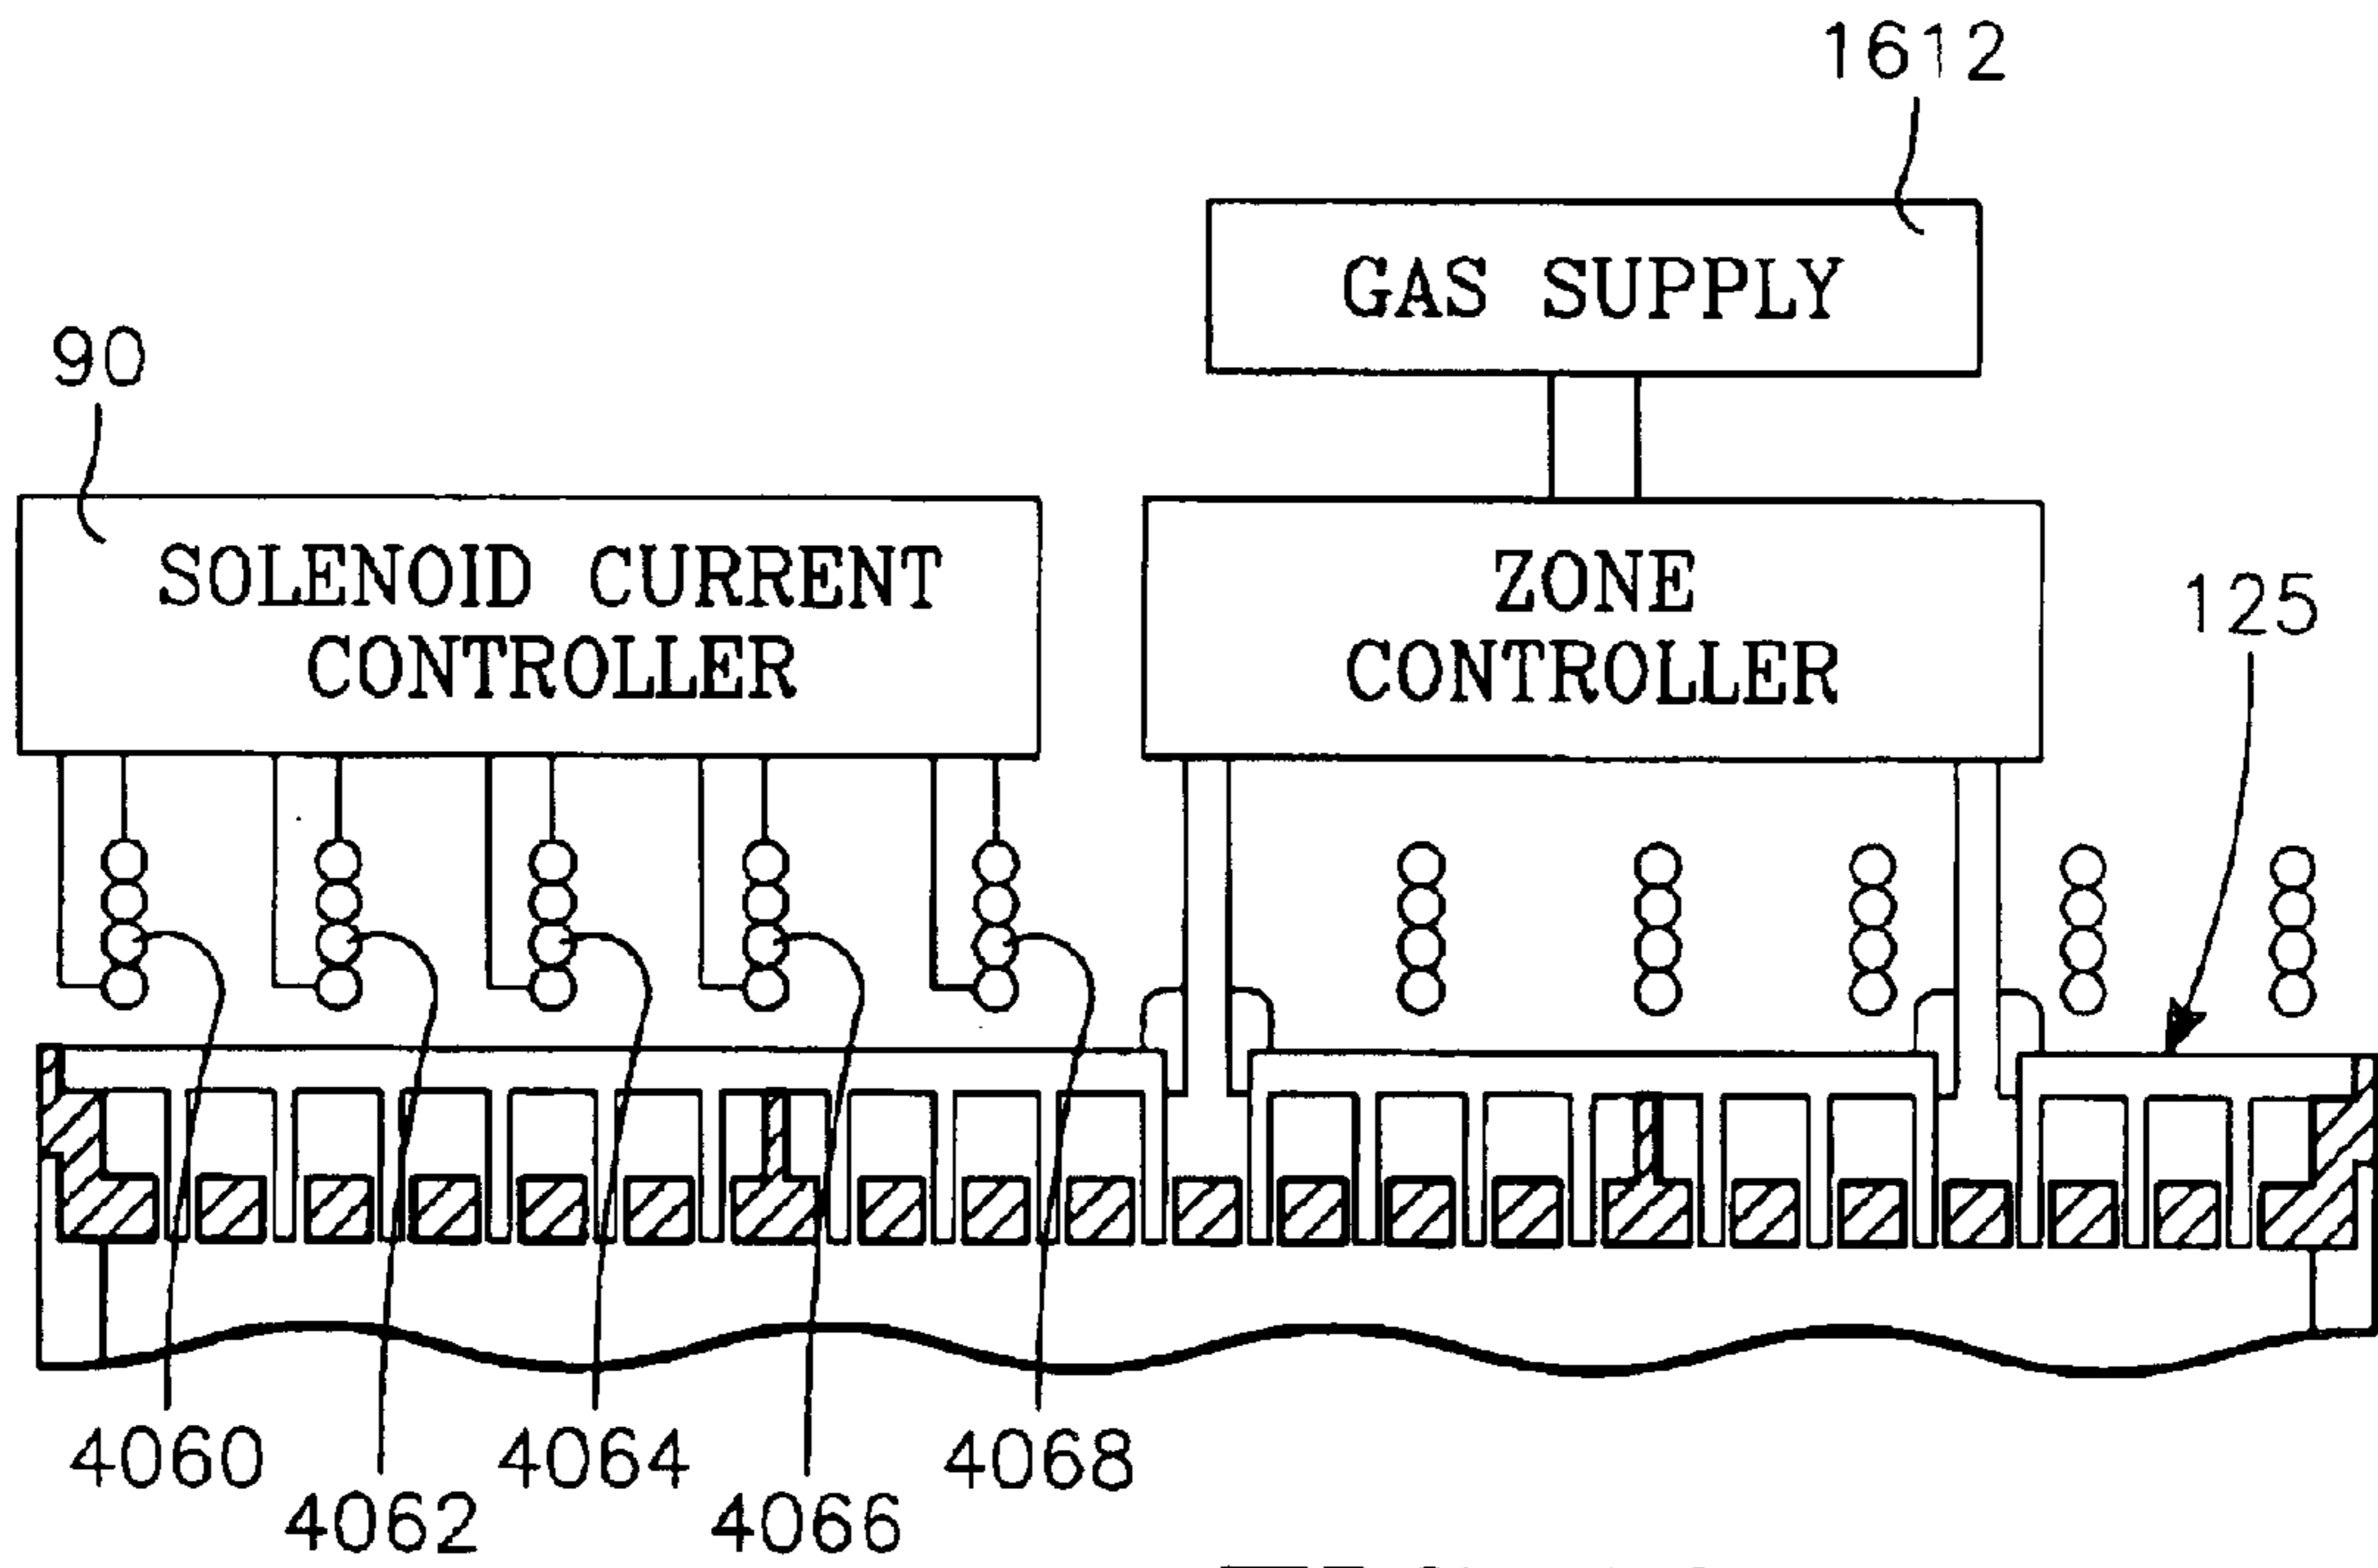 1612
GAS SUPPLY
90
SOLENOID CURRENT
CONTROLLER
ZONE
CONTROLLER
125
4060
4064
4068
4062
4066